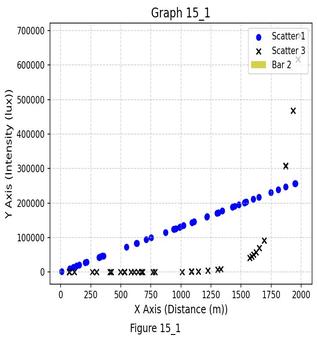 Graph 15_1
700000
600000
500000
400000
300000
200000
100000
0
Y Axis (Intensity (lux))
Scatter 1
Scatter 3
Bar 2
0 250 500 750 1000 1250 1500 1750 2000
X Axis (Distance (m))
Figure 15_1